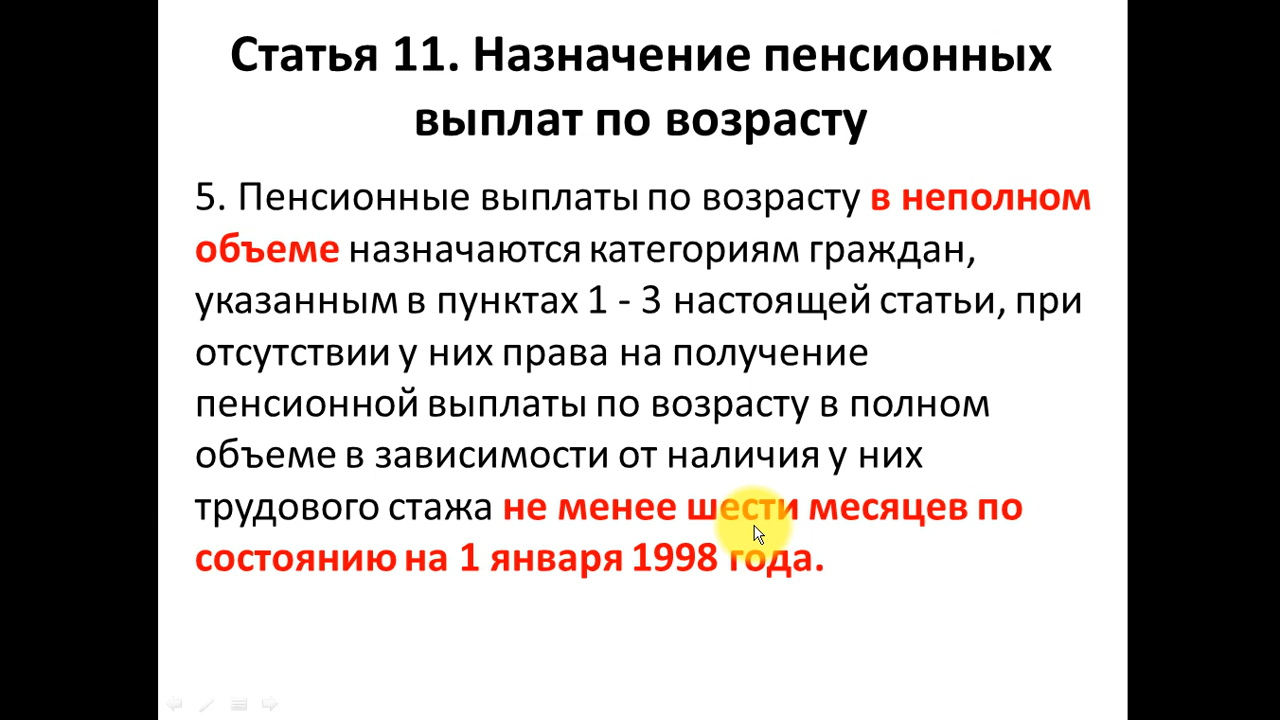 Статья 11. Назначение пенсионных
выплат по возрасту
5. Пенсионные выплаты по возрасту в неполном
объеме назначаются категориям граждан,
указанным в пунктах 1 - 3 настоящей статьи, при
отсутствии у них права на получение
пенсионной выплаты по возрасту в полном
объеме в зависимости от наличия у них
трудового стажа не менее шести месяцев по
состоянию на 1 января 1998 года.